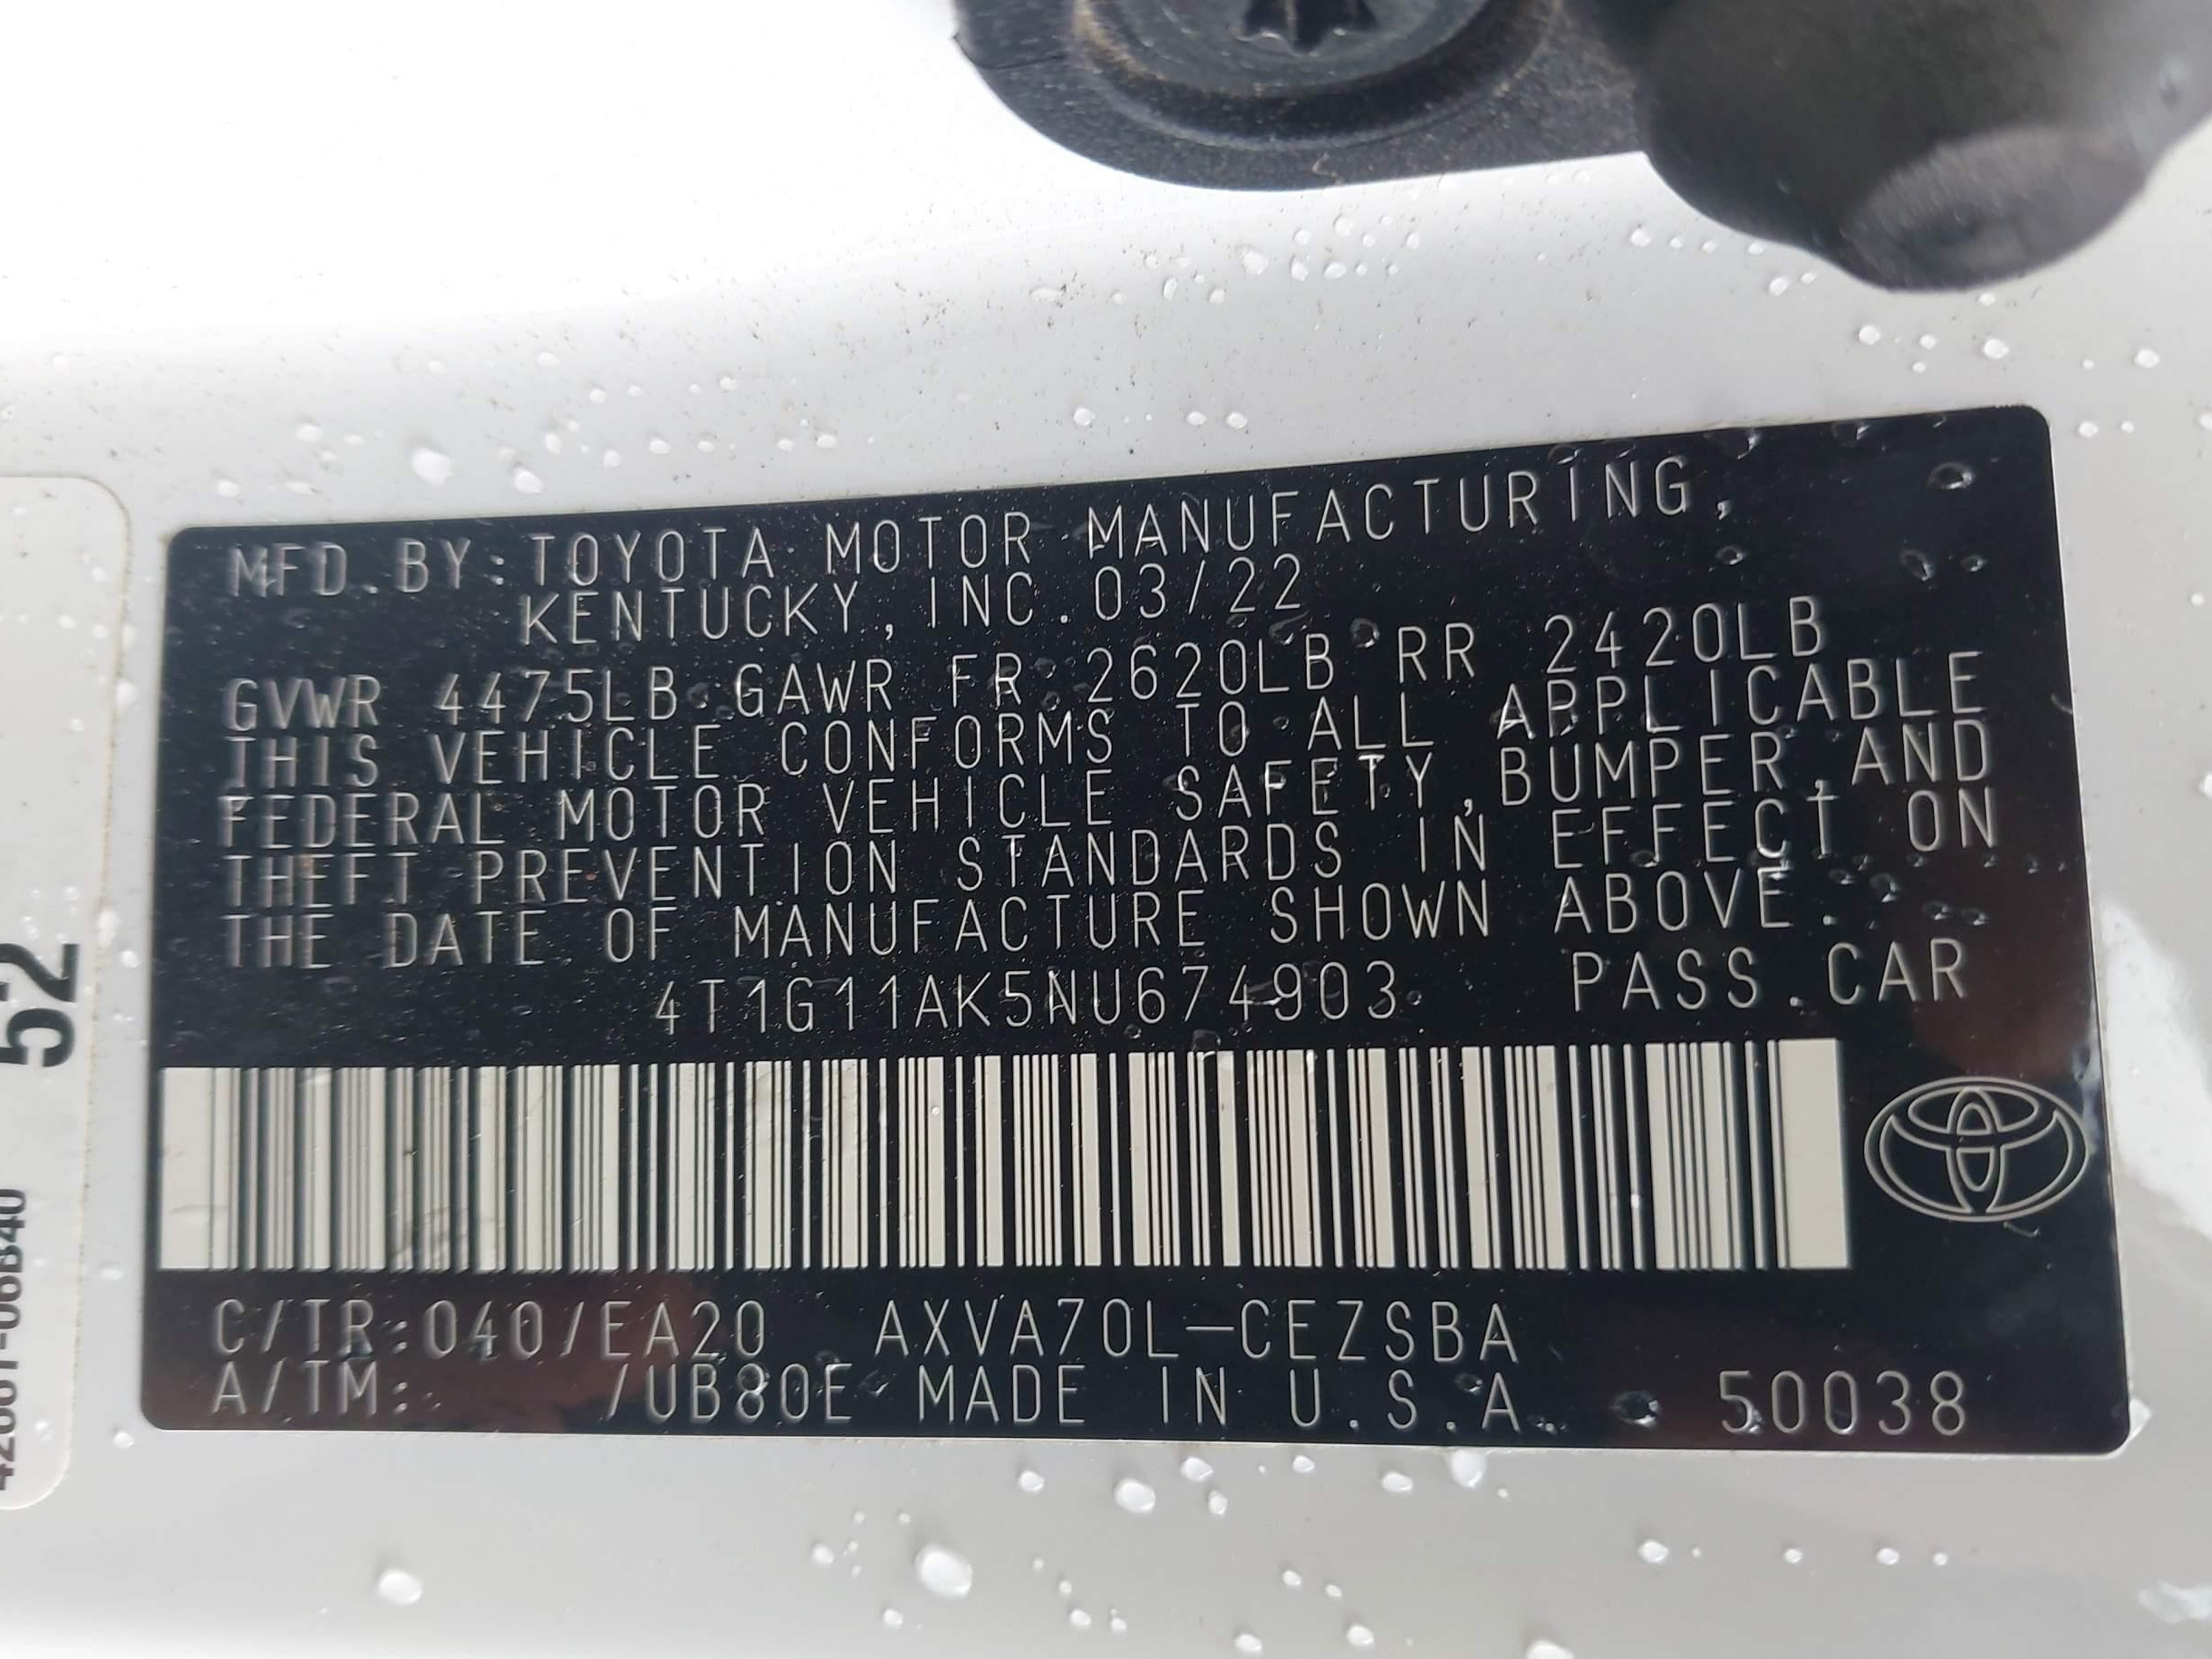 MFD.BY:TOYOTA MOTOR MANUFACTURING,
KENTUCKY, INC. 03/22
GVWR 4475LB GAWR FR 2620LB RR 2420LB
THIS VEHICLE CONFORMS TO ALL APPLICABLE
FEDERAL MOTOR VEHICLE SAFETY,BUMPER,AND
THEFT PREVENTION STANDARDS IN EFFECT ON
THE DATE OF MANUFACTURE SHOWN ABOVE.
4T1G11AK5NU674903 PASS.CAR
C/TR:040/EA20 AXVA70L-CEZSBA
A/TM: /UB80E MADE IN U.S.A. 50038
52